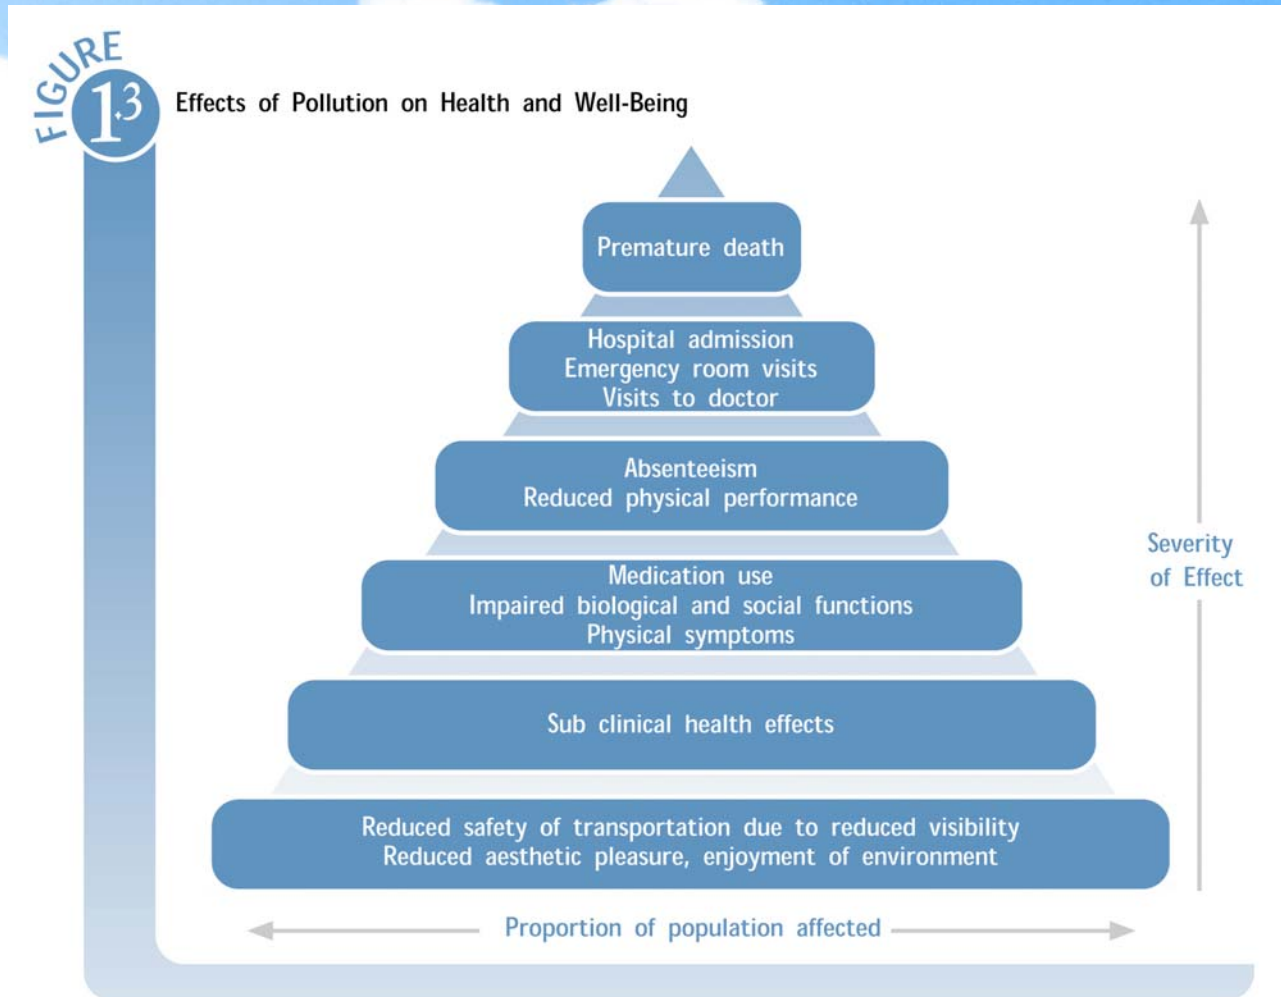 FIGURE
1.3
Effects of Pollution on Health and Well-Being
Premature death
Hospital admission
Emergency room visits
Visits to doctor
Absenteeism
Reduced physical performance
Medication use
Impaired biological and social functions
Physical symptoms
Sub clinical health effects
Reduced safety of transportation due to reduced visibility
Reduced aesthetic pleasure, enjoyment of environment
Severity
of Effect
Proportion of population affected